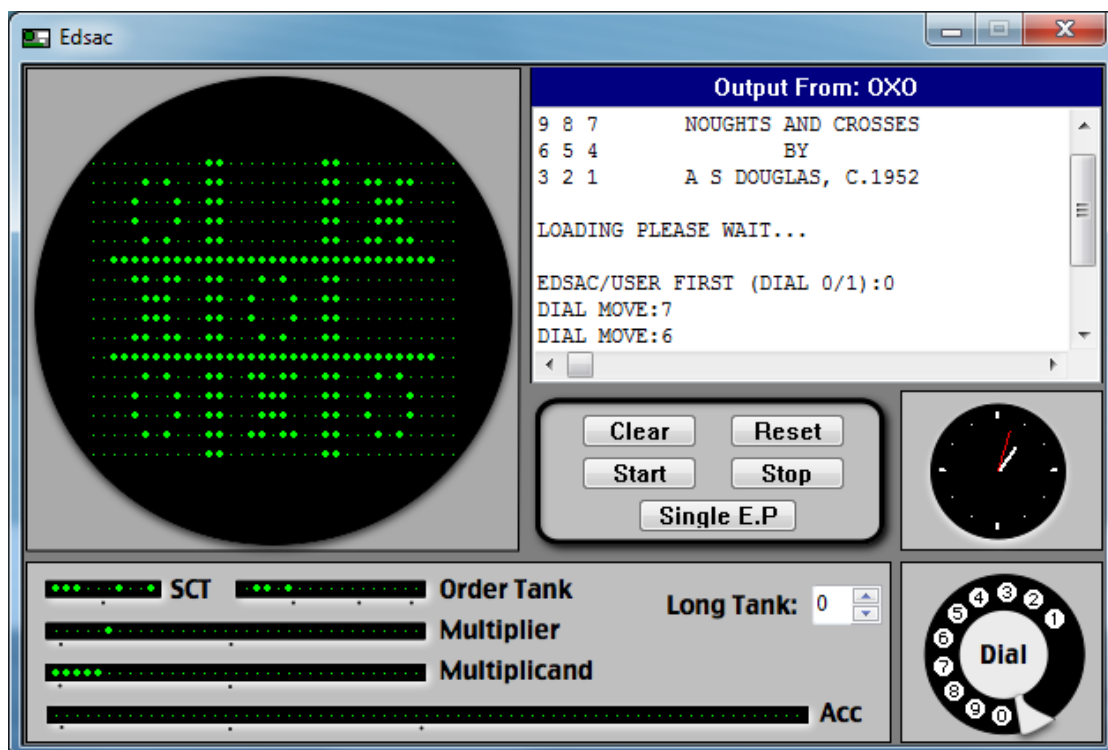 Edsac
Output From: OXO
9 8 7 NOUGHTS AND CROSSES
6 5 4 BY
3 2 1 A S DOUGLAS, C.1952
LOADING PLEASE WAIT...
EDSAC/USER FIRST (DIAL 0/1):0
DIAL MOVE:7
DIAL MOVE:6
Clear Reset
Start Stop
Single E.P
SCT Order Tank
Long Tank: 0
Multiplier
Multiplicand
Acc
1 2 3 4 5 6 7 8 9 0
Dial